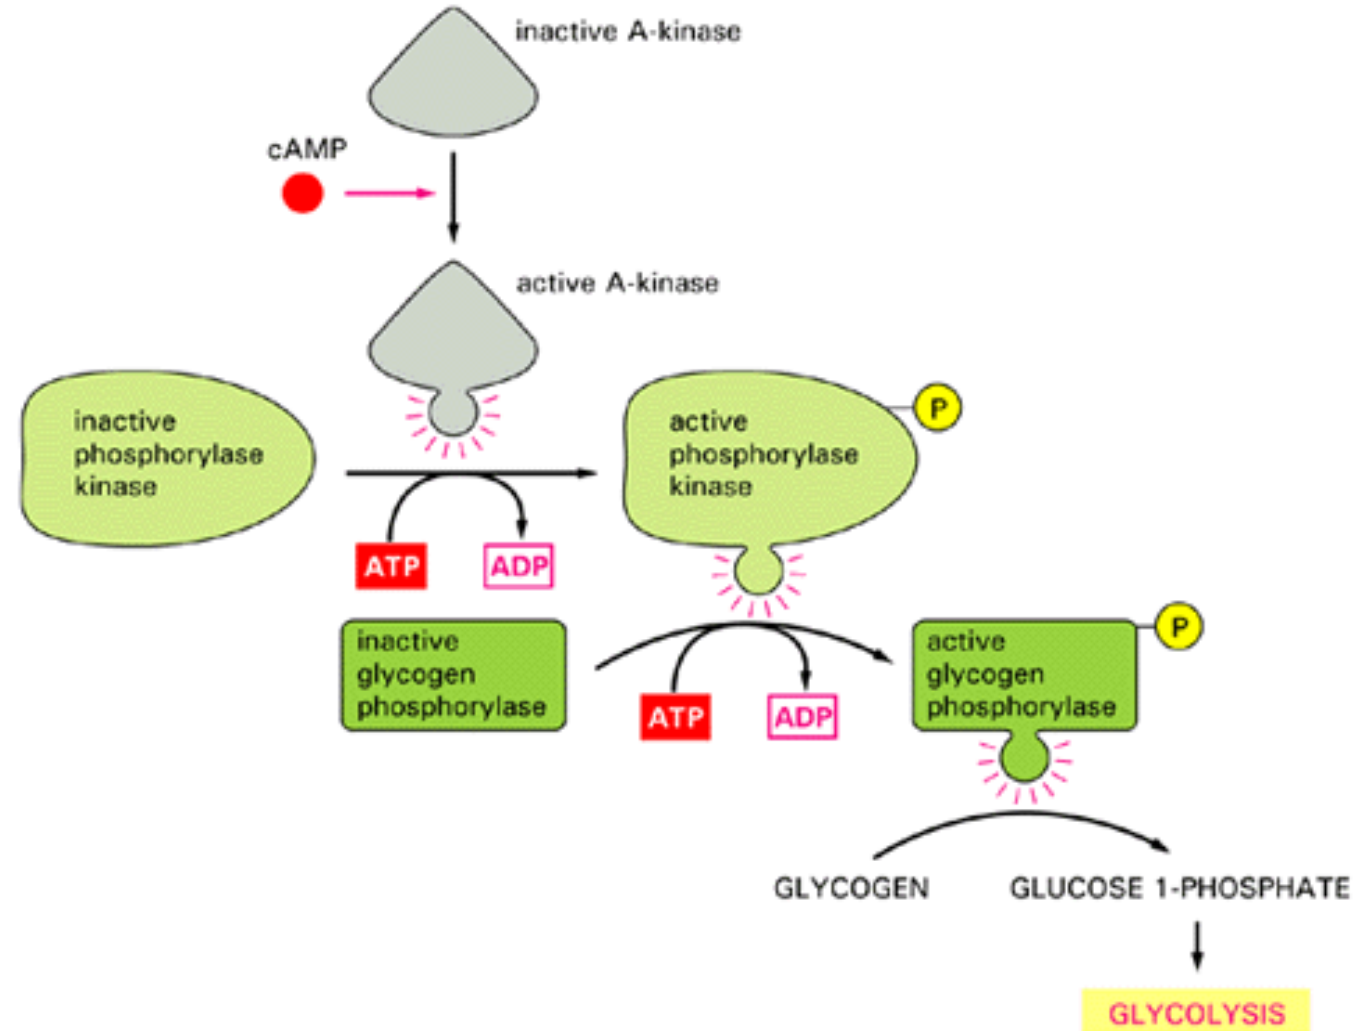 inactive A-kinase
cAMP
active A-kinase
inactive
phosphorylase
kinase
active
phosphorylase
kinase
P
ATP
ADP
inactive
glycogen
phosphorylase
active
glycogen
phosphorylase
P
ATP
ADP
GLYCOGEN
GLUCOSE 1-PHOSPHATE
GLYCOLYSIS